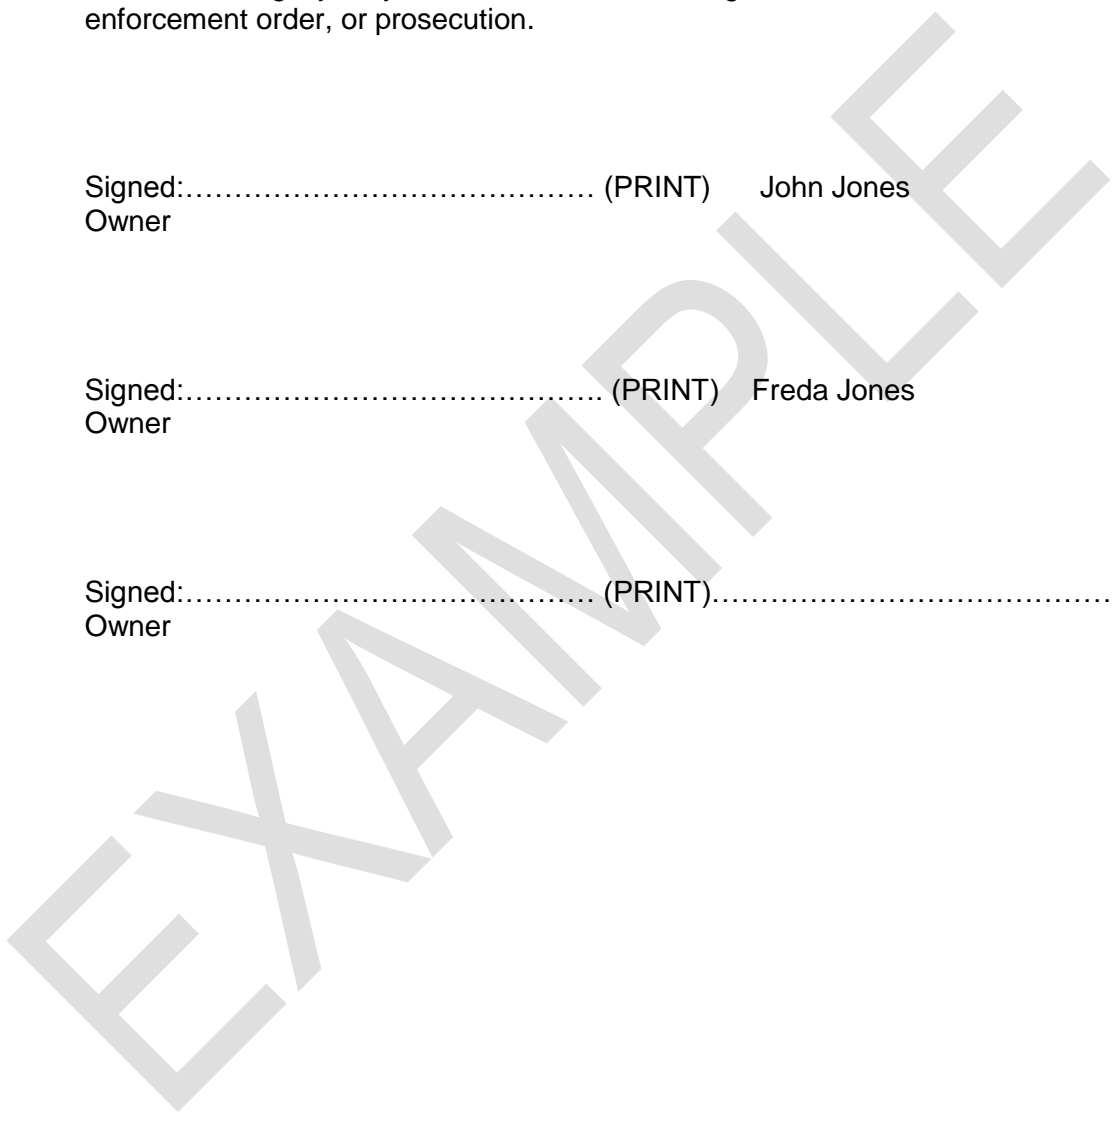 enforcement order, or prosecution.
Signed:…………………………………… (PRINT) John Jones
Owner
Signed:……………………………………. (PRINT) Freda Jones
Owner
Signed:…………………………………… (PRINT)……………………………………
Owner
EXAMPLE